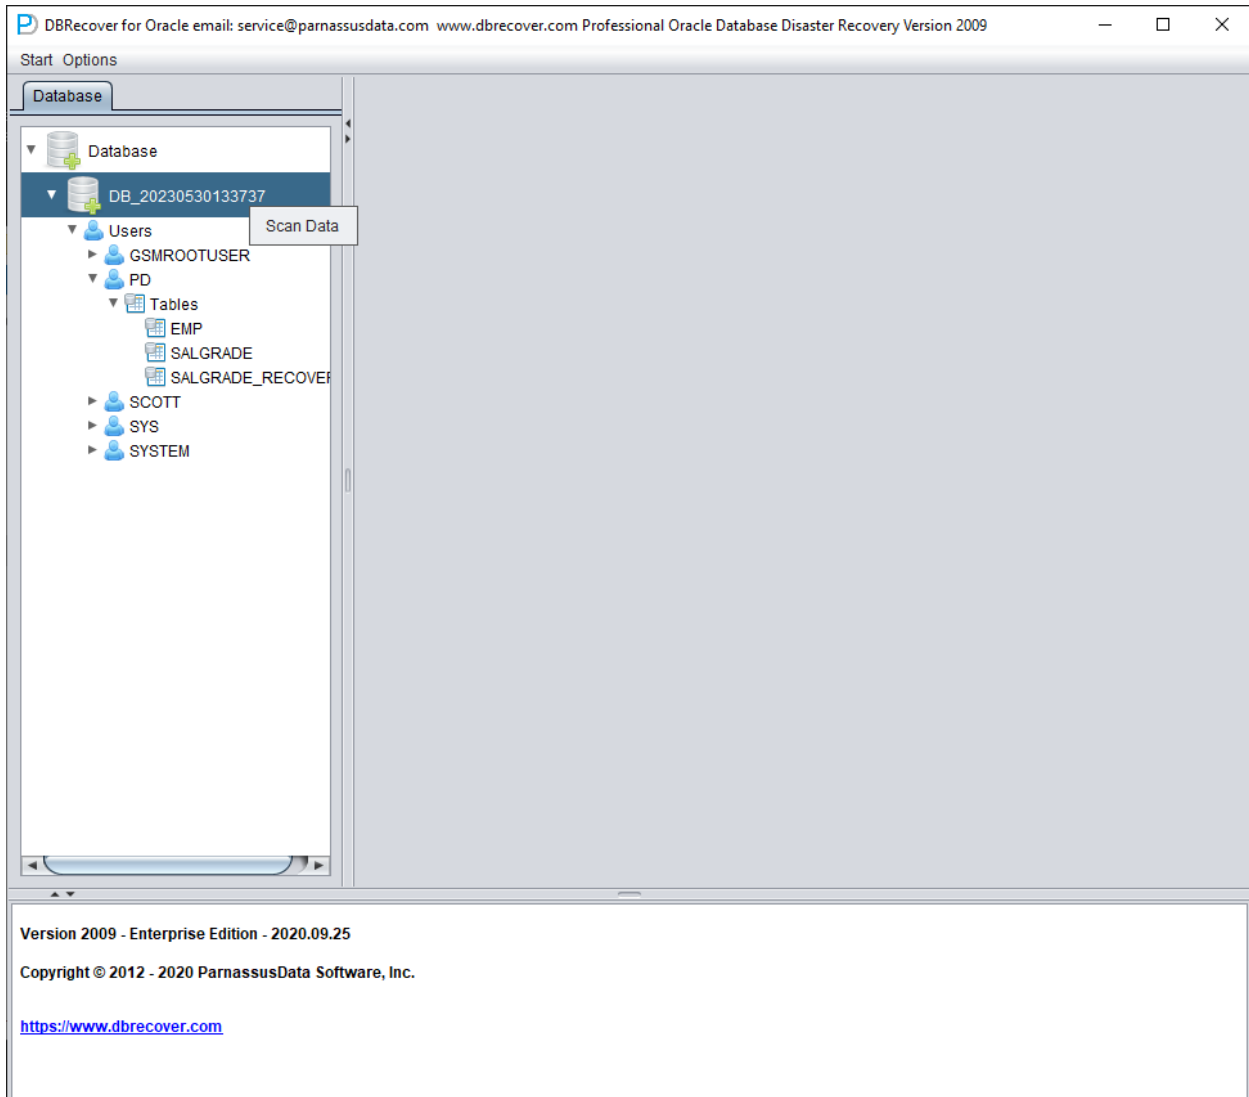 DBRecover for Oracle email: service@parnassusdata.com www.dbrecover.com Professional Oracle Database Disaster Recovery Version 2009
Start Options
Database
Database
DB_20230530133737
Scan Data
Users
GSMROOTUSER
PD
Tables
EMP
SALGRADE
SALGRADE_RECOVER
SCOTT
SYS
SYSTEM
Version 2009 - Enterprise Edition - 2020.09.25
Copyright © 2012 - 2020 ParnassusData Software, Inc.
https://www.dbrecover.com